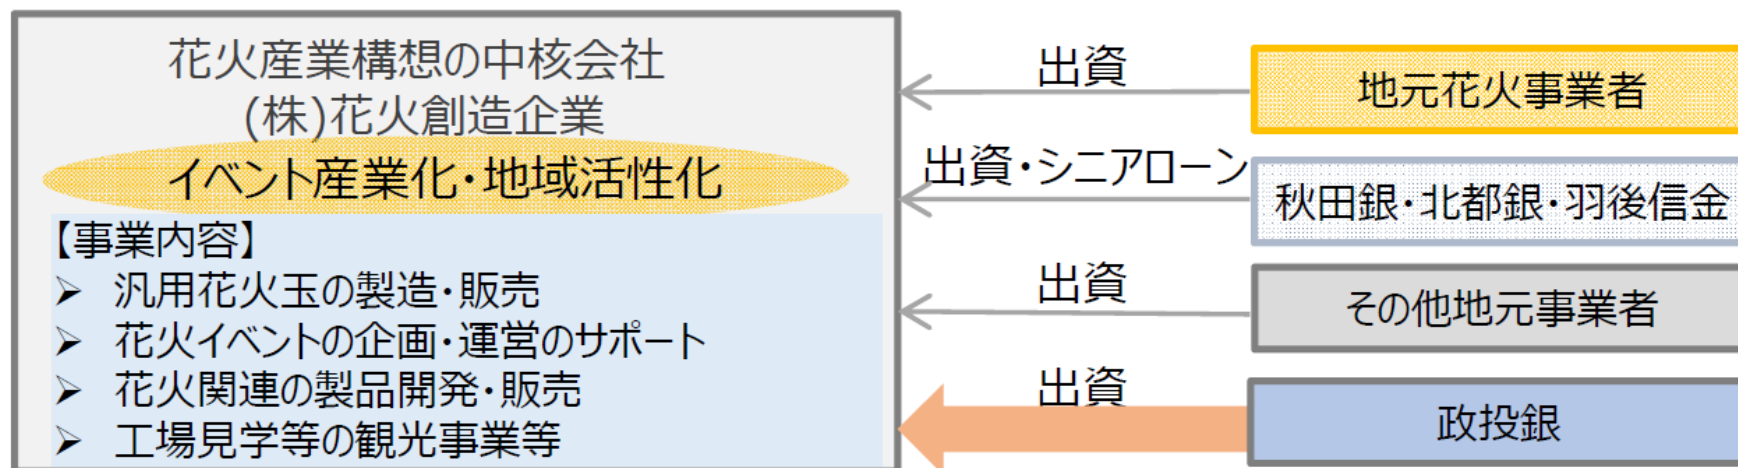 花火産業構想の中核会社
(株)花火創造企業
イベント産業化・地域活性化
【事業内容】
➢ 汎用花火玉の製造・販売
➢ 花火イベントの企画・運営のサポート
➢ 花火関連の製品開発・販売
➢ 工場見学等の観光事業等
出資
地元花火事業者
出資・シニアローン
秋田銀・北都銀・羽後信金
出資
その他地元事業者
出資
政投銀